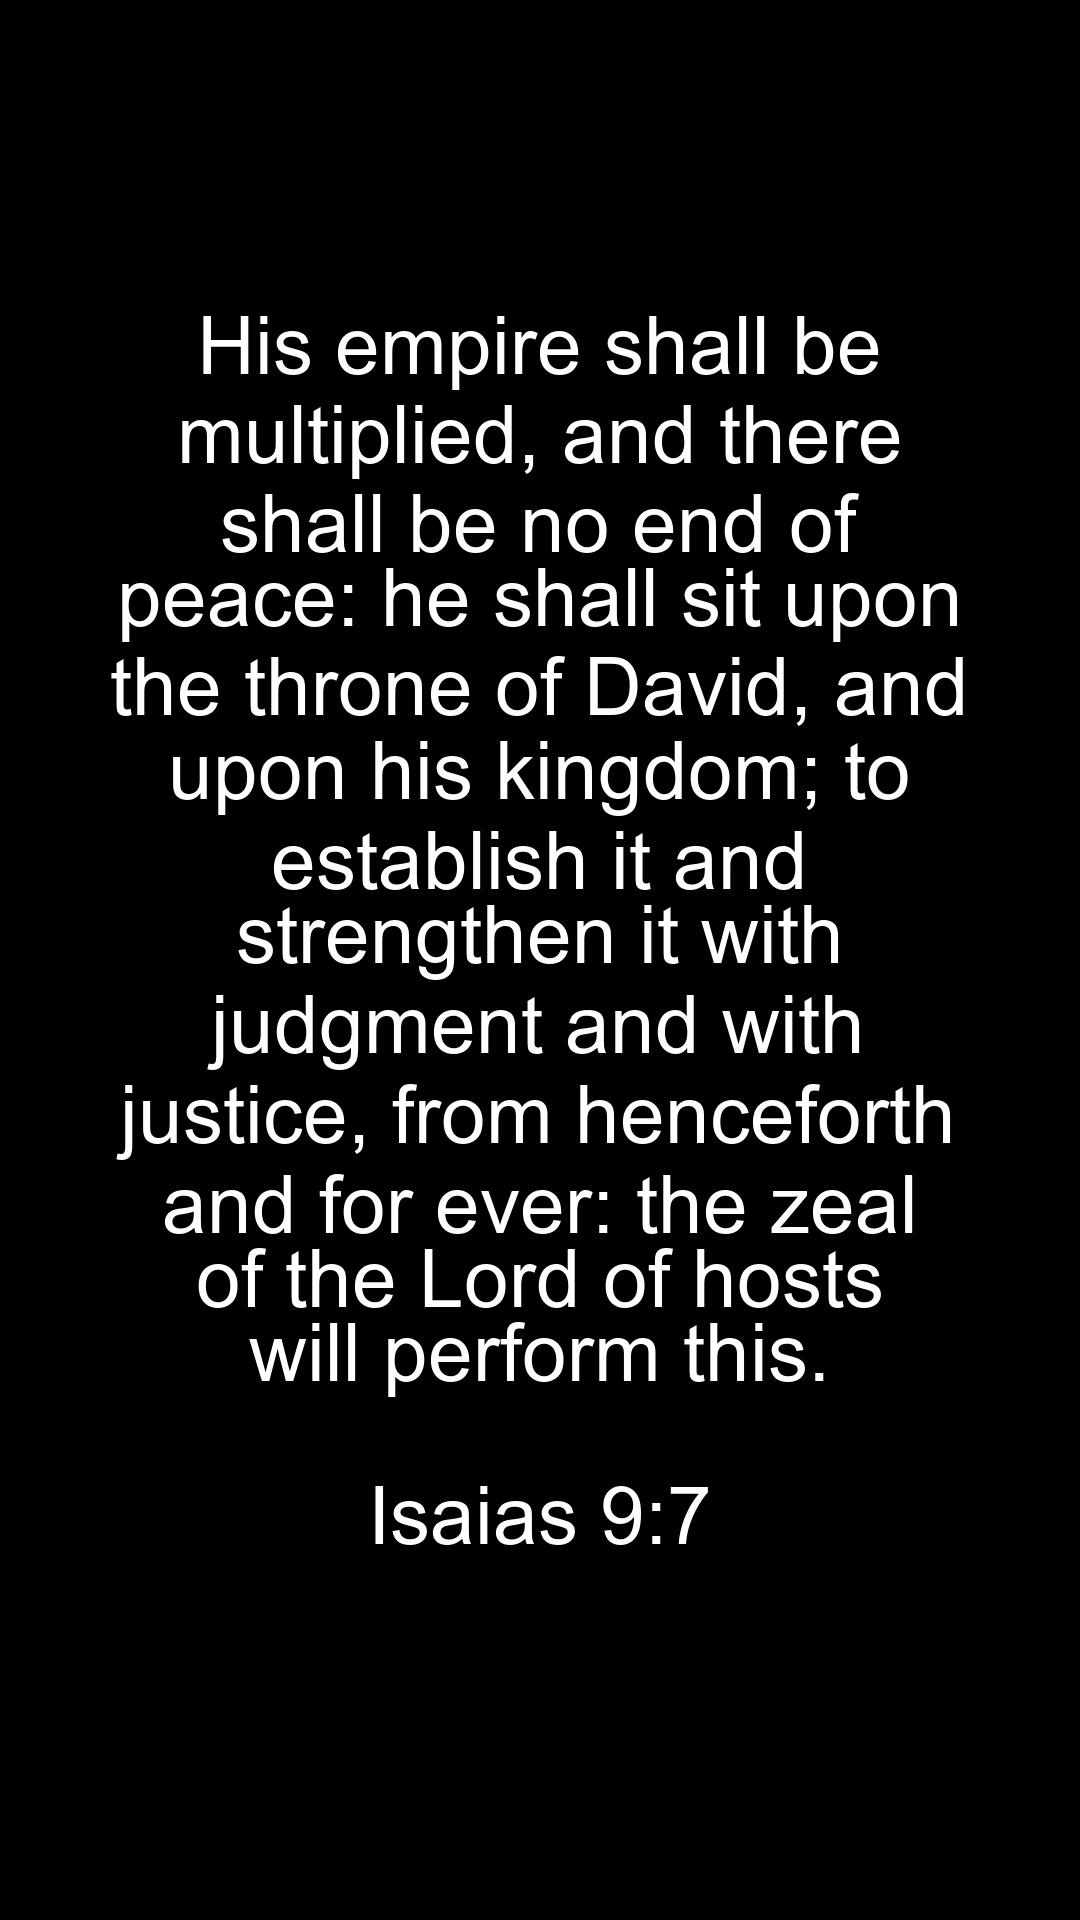 His empire shall be
multiplied, and there
shall be no end of
peace: he shall sit upon
the throne of David, and
upon his kingdom; to
establish it and
strengthen it with
judgment and with
justice, from henceforth
and for ever: the zeal
of the Lord of hosts
will perform this.
Isaias 9:7